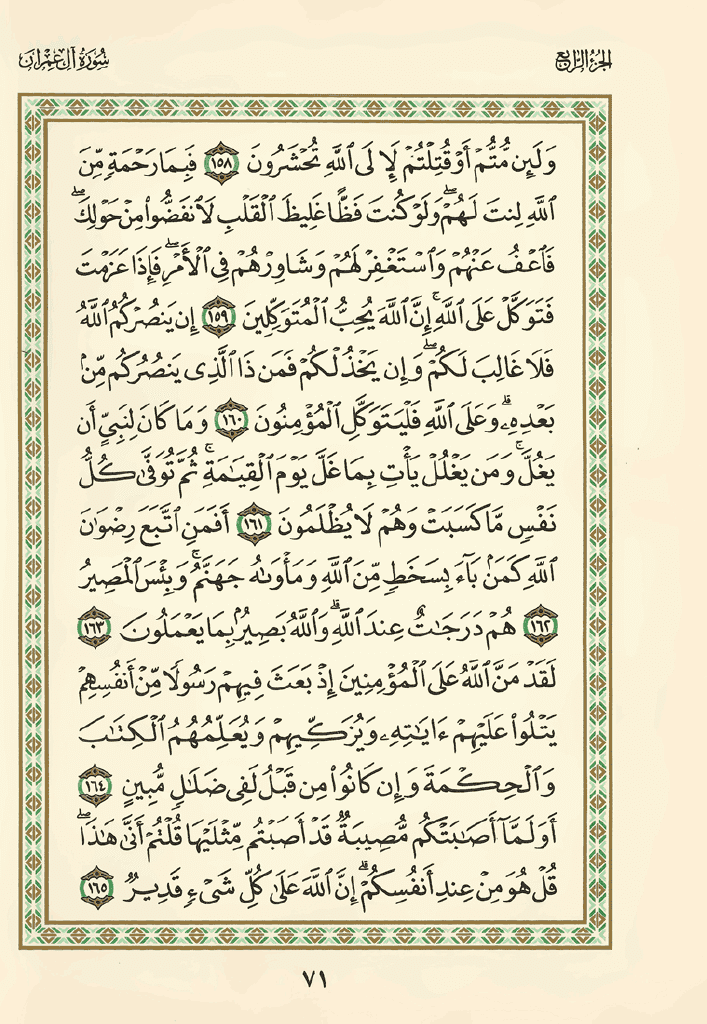 الجزء الرابع
سورة آل عمران
وَلَئِن مُّتُّمْ أَوْ قُتِلْتُمْ لَإِلَى ٱللَّهِ تُحْشَرُونَ ١٥٨ فَبِمَا رَحْمَةٍ مِّنَ
ٱللَّهِ لِنتَ لَهُمْ ۖ وَلَوْ كُنتَ فَظًّا غَلِيظَ ٱلْقَلْبِ لَٱنفَضُّوا۟ مِنْ حَوْلِكَ ۖ
فَٱعْفُ عَنْهُمْ وَٱسْتَغْفِرْ لَهُمْ وَشَاوِرْهُمْ فِى ٱلْأَمْرِ ۖ فَإِذَا عَزَمْتَ
فَتَوَكَّلْ عَلَى ٱللَّهِ ۚ إِنَّ ٱللَّهَ يُحِبُّ ٱلْمُتَوَكِّلِينَ ١٥٩ إِن يَنصُرْكُمُ ٱللَّهُ
فَلَا غَالِبَ لَكُمْ ۖ وَإِن يَخْذُلْكُمْ فَمَن ذَا ٱلَّذِى يَنصُرُكُم مِّنۢ
بَعْدِهِۦ ۗ وَعَلَى ٱللَّهِ فَلْيَتَوَكَّلِ ٱلْمُؤْمِنُونَ ١٦٠ وَمَا كَانَ لِنَبِىٍّ أَن
يَغُلَّ ۚ وَمَن يَغْلُلْ يَأْتِ بِمَا غَلَّ يَوْمَ ٱلْقِيَٰمَةِ ۚ ثُمَّ تُوَفَّىٰ كُلُّ
نَفْسٍ مَّا كَسَبَتْ وَهُمْ لَا يُظْلَمُونَ ١٦١ أَفَمَنِ ٱتَّبَعَ رِضْوَٰنَ
ٱللَّهِ كَمَنۢ بَآءَ بِسَخَطٍ مِّنَ ٱللَّهِ وَمَأْوَىٰهُ جَهَنَّمُ ۚ وَبِئْسَ ٱلْمَصِيرُ
١٦٢ هُمْ دَرَجَٰتٌ عِندَ ٱللَّهِ ۗ وَٱللَّهُ بَصِيرٌۢ بِمَا يَعْمَلُونَ ١٦٣
لَقَدْ مَنَّ ٱللَّهُ عَلَى ٱلْمُؤْمِنِينَ إِذْ بَعَثَ فِيهِمْ رَسُولًا مِّنْ أَنفُسِهِمْ
يَتْلُوا۟ عَلَيْهِمْ ءَايَٰتِهِۦ وَيُزَكِّيهِمْ وَيُعَلِّمُهُمُ ٱلْكِتَٰبَ
وَٱلْحِكْمَةَ وَإِن كَانُوا۟ مِن قَبْلُ لَفِى ضَلَٰلٍ مُّبِينٍ ١٦٤
أَوَلَمَّآ أَصَٰبَتْكُم مُّصِيبَةٌ قَدْ أَصَبْتُم مِّثْلَيْهَا قُلْتُمْ أَنَّىٰ هَٰذَا ۖ
قُلْ هُوَ مِنْ عِندِ أَنفُسِكُمْ ۗ إِنَّ ٱللَّهَ عَلَىٰ كُلِّ شَىْءٍ قَدِيرٌ ١٦٥
٧١